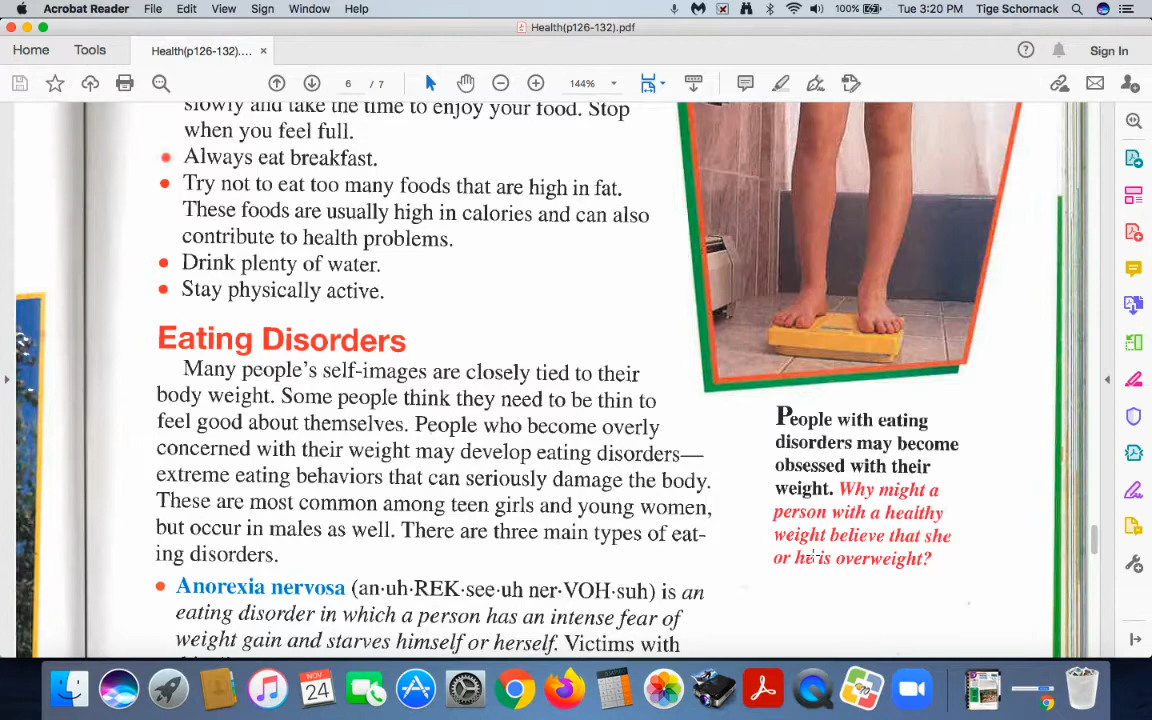 Acrobat Reader File Edit View Sign Window Help 100% Tue 3:20 PM Tige Schornack
Health(p126-132).pdf
Home Tools Health(p126-132).... × Sign In
6 / 7 144%
slowly and take the time to enjoy your food. Stop
when you feel full.
• Always eat breakfast.
• Try not to eat too many foods that are high in fat.
These foods are usually high in calories and can also
contribute to health problems.
• Drink plenty of water.
• Stay physically active.
Eating Disorders
Many people's self-images are closely tied to their
body weight. Some people think they need to be thin to
feel good about themselves. People who become overly
concerned with their weight may develop eating disorders—
extreme eating behaviors that can seriously damage the body.
These are most common among teen girls and young women,
but occur in males as well. There are three main types of eat-
ing disorders.
• Anorexia nervosa (an·uh·REK·see·uh ner·VOH·suh) is an
eating disorder in which a person has an intense fear of
weight gain and starves himself or herself. Victims with
People with eating
disorders may become
obsessed with their
weight. Why might a
person with a healthy
weight believe that she
or he is overweight?
NOV
24